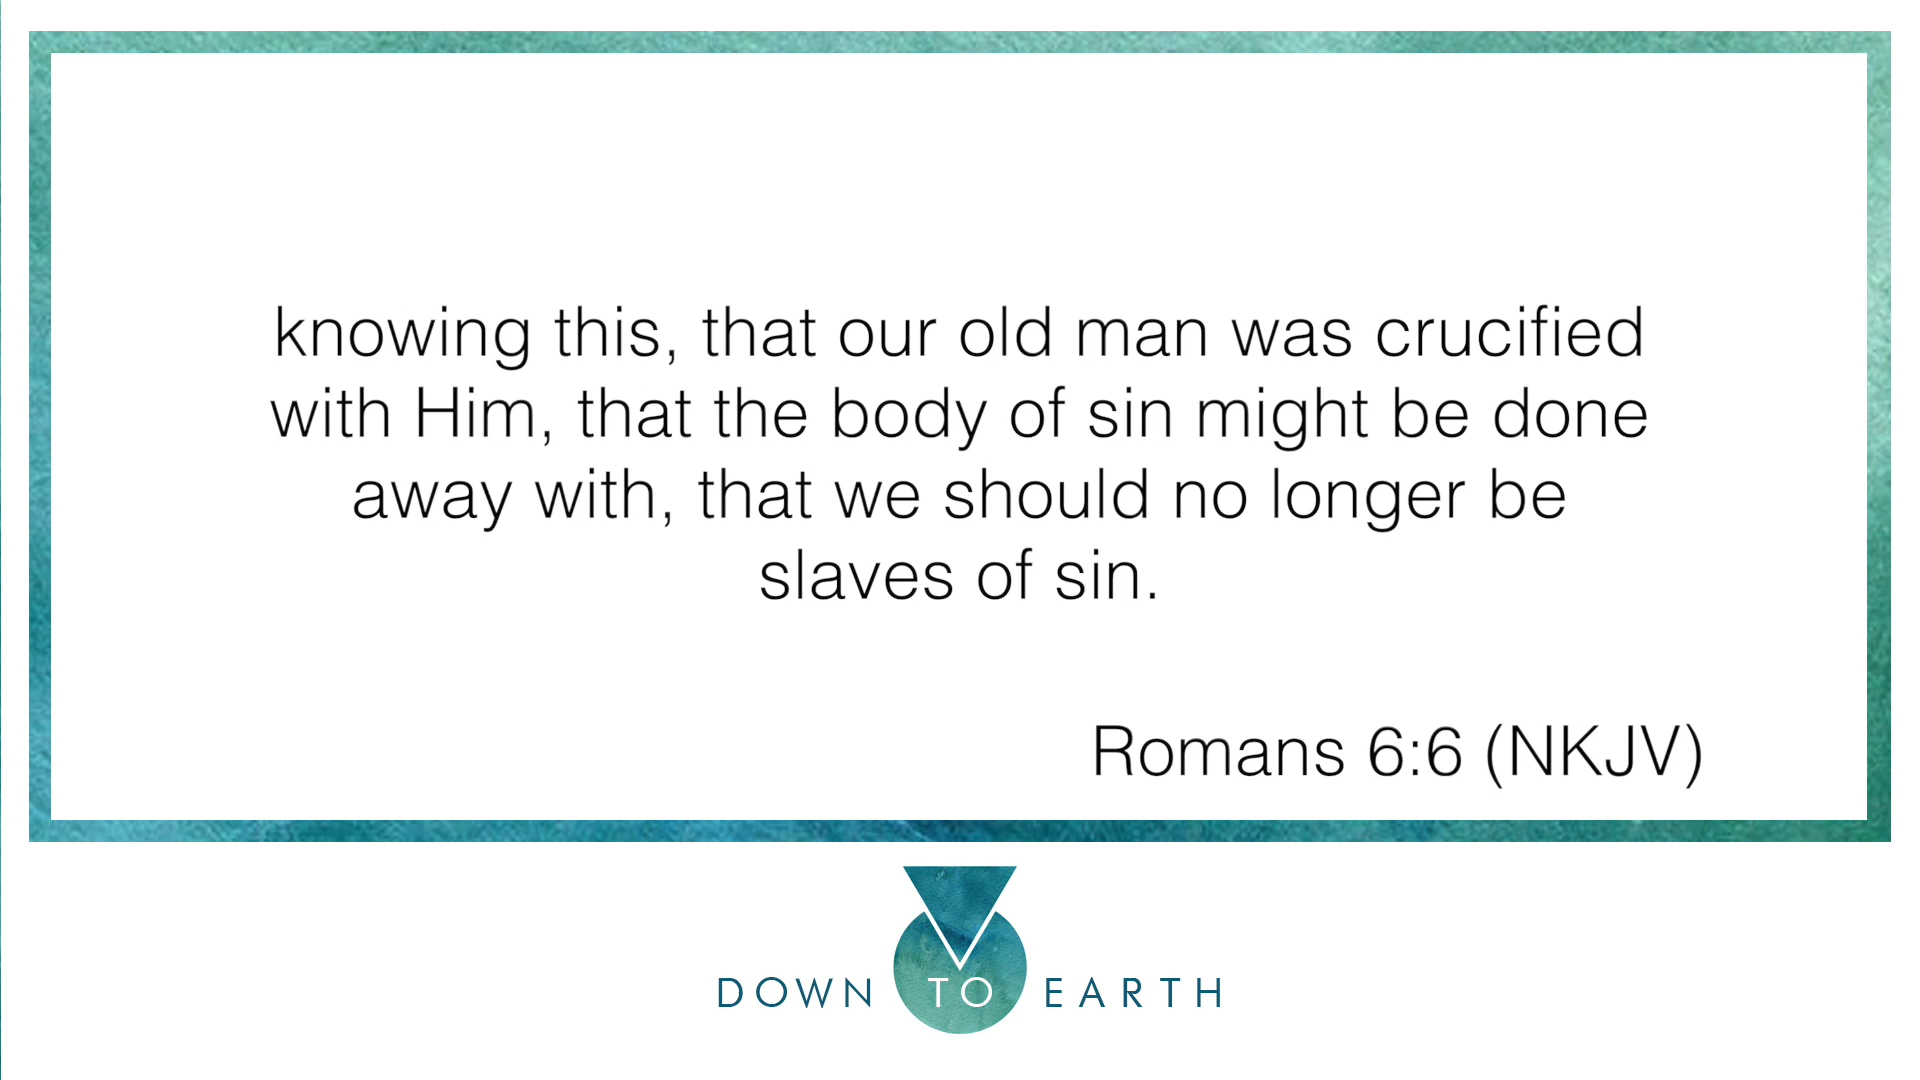 knowing this, that our old man was crucified
with Him, that the body of sin might be done
away with, that we should no longer be
slaves of sin.
Romans 6:6 (NKJV)
DOWN TO EARTH